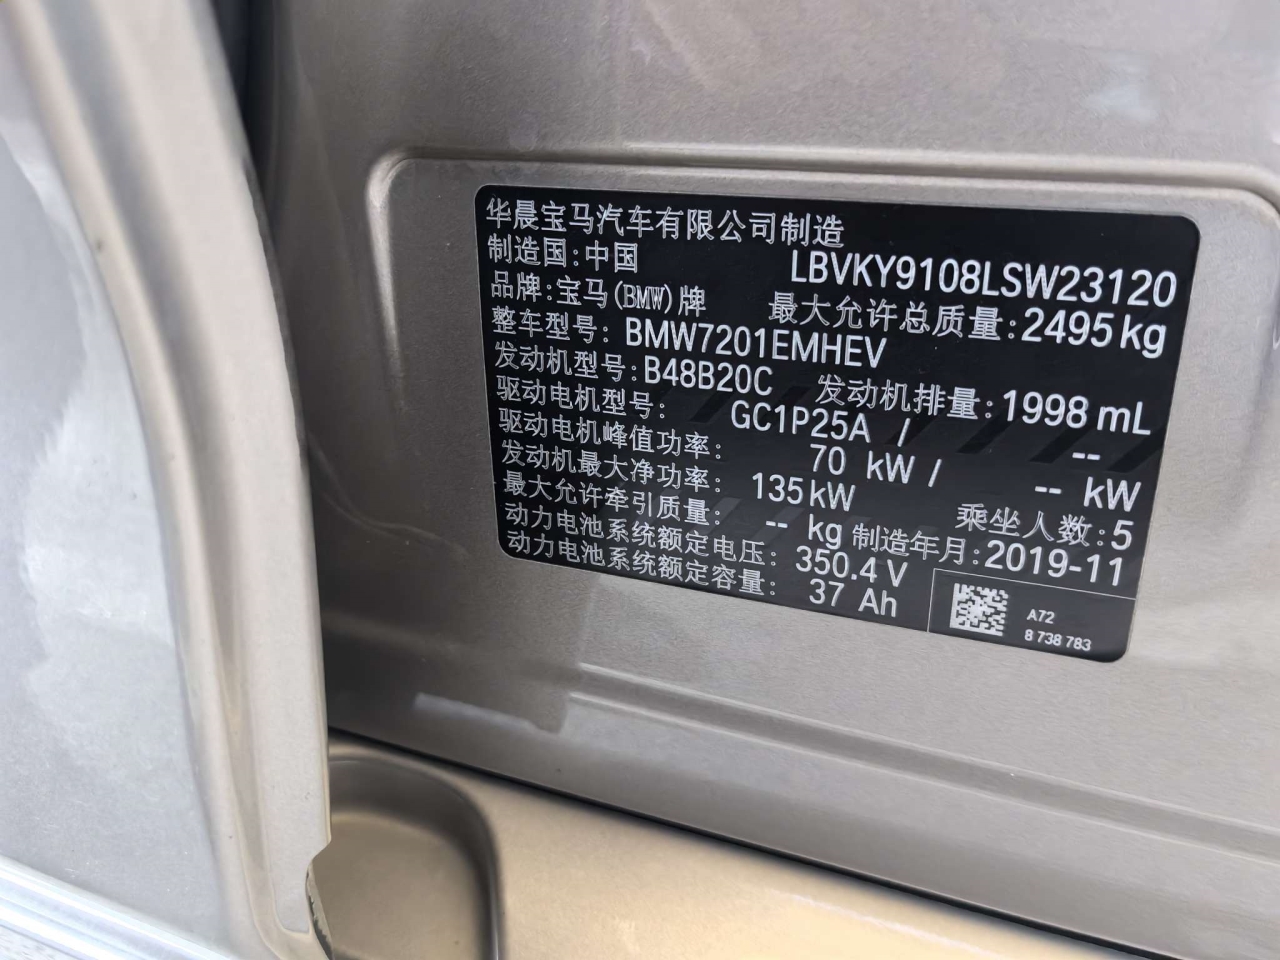 华晨宝马汽车有限公司制造
制造国:中国 LBVKY9108LSW23120
品牌:宝马(BMW)牌 最大允许总质量:2495kg
整车型号: BMW7201EMHEV
发动机型号:B48B20C 发动机排量:1998 mL
驱动电机型号: GC1P25A / --
驱动电机峰值功率: 70 kW / -- kW
发动机最大净功率: 135kW 乘坐人数:5
最大允许牵引质量: -- kg 制造年月:2019-11
动力电池系统额定电压: 350.4 V
动力电池系统额定容量: 37 Ah
A72
8 738 783